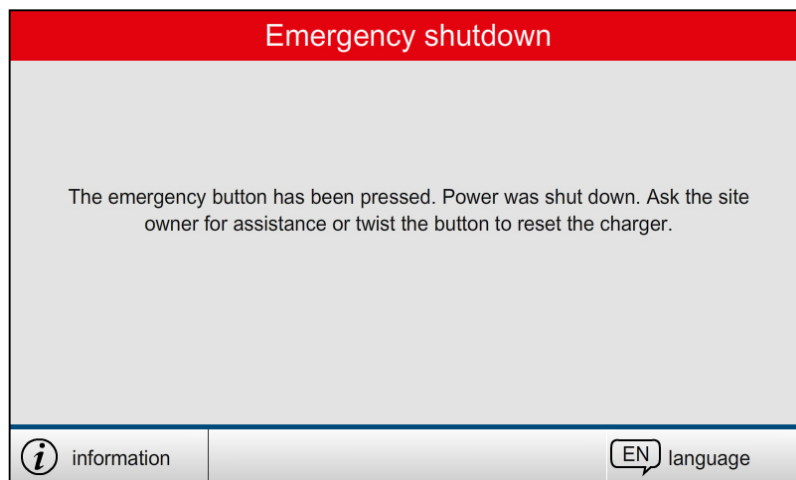 Emergency shutdown
The emergency button has been pressed. Power was shut down. Ask the site
owner for assistance or twist the button to reset the charger.
i information
EN language